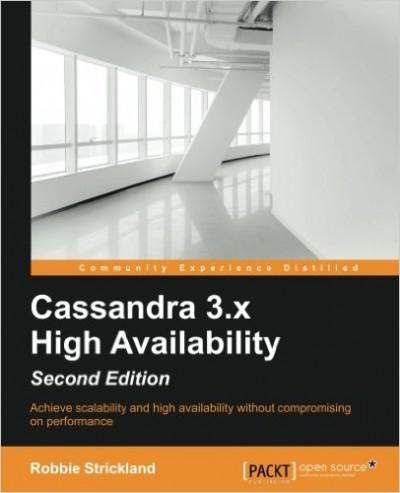 Community Experience Distilled
Cassandra 3.x
High Availability
Second Edition
Achieve scalability and high availability without compromising
on performance
Robbie Strickland
[PACKT] open source*
PUBLISHING